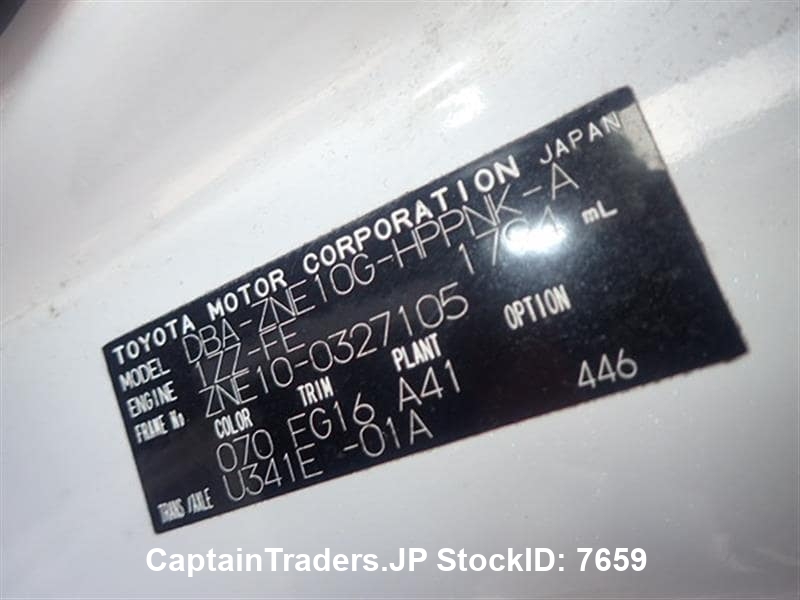 TOYOTA MOTOR CORPORATION JAPAN
MODEL DBA-ZNE10G-HPPNK-A
ENGINE 1ZZ-FE 1794 mL
FRAME No ZNE10-0327105
COLOR TRIM PLANT OPTION
070 FG16 A41 446
TRANS/AXLE U341E -01A
CaptainTraders.JP StockID: 7659